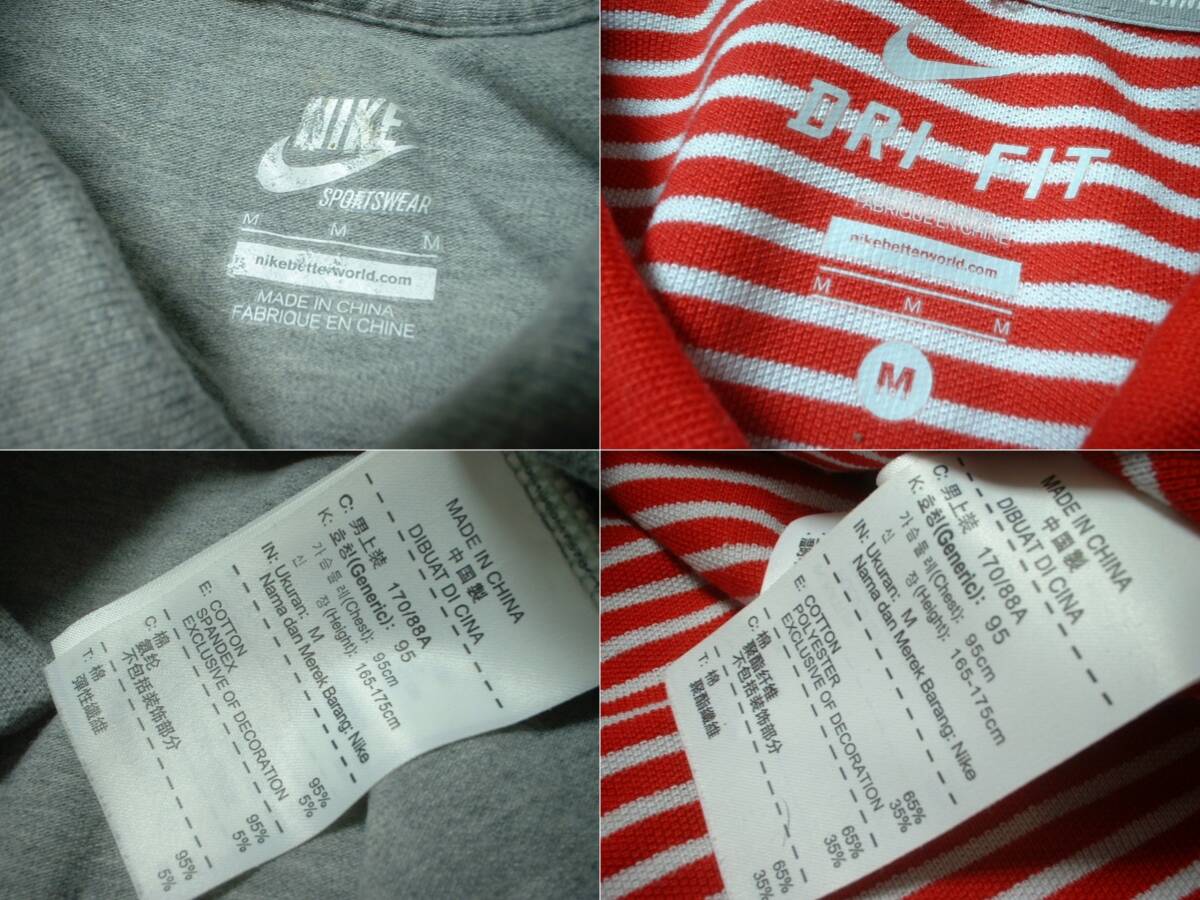 NIKE
SPORTSWEAR
M M M
nikebetterworld.com
MADE IN CHINA
FABRIQUE EN CHINE
DRI-FIT
FABRIQUE EN CHINE
nikebetterworld.com
M M M
M
MADE IN CHINA
中国製
DIBUAT DI CINA
C: 男上装 170/88A
K: 호칭(Generic): 95
가슴둘레(Chest): 95cm
신 장(Height): 165-175cm
IN: Ukuran: M
Nama dan Merek Barang: Nike
E: COTTON 95%
SPANDEX 5%
EXCLUSIVE OF DECORATION
C: 棉 95%
氨纶 5%
不包括装饰部分
T: 棉 95%
彈性纖維 5%
MADE IN CHINA
中国製
DIBUAT DI CINA
C: 男上装 170/88A
K: 호칭(Generic): 95
가슴둘레(Chest): 95cm
신 장(Height): 165-175cm
IN: Ukuran: M
Nama dan Merek Barang: Nike
E: COTTON 65%
POLYESTER 35%
EXCLUSIVE OF DECORATION
C: 棉 65%
聚酯纤维 35%
不包括装饰部分
T: 棉 65%
聚酯纖維 35%